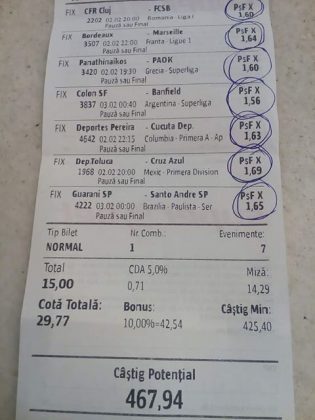 CFR Cluj - FCSB PsF X
2202 02.02 20:00 Romania - Liga I 1,60
Pauză sau Final
FIX Bordeaux - Marseille PsF X
3507 02.02 22:00 Franta - Ligue 1 1,64
Pauză sau Final
FIX Panathinaikos - PAOK PsF X
3420 02.02 19:30 Grecia - Superliga 1,60
Pauză sau Final
FIX Colon SF - Banfield PsF X
3837 03.02 00:40 Argentina - Superliga 1,56
Pauză sau Final
FIX Deportes Pereira - Cucuta Dep. PsF X
4642 02.02 22:15 Columbia - Primera A - Ap 1,63
Pauză sau Final
FIX Dep.Toluca - Cruz Azul PsF X
1968 02.02 20:00 Mexic - Primera Division 1,69
Pauză sau Final
FIX Guarani SP - Santo Andre SP PsF X
4222 03.02 00:00 Brazilia - Paulista - Ser 1,65
Pauză sau Final
Tip Bilet Nr Comb.: Evenimente:
NORMAL 1 7
Total CDA 5,0% Miză:
15,00 0,71 14,29
Cotă Totală: Bonus: Câștig Min:
29,77 10,00%=42,54 425,40
Câștig Potențial
467,94